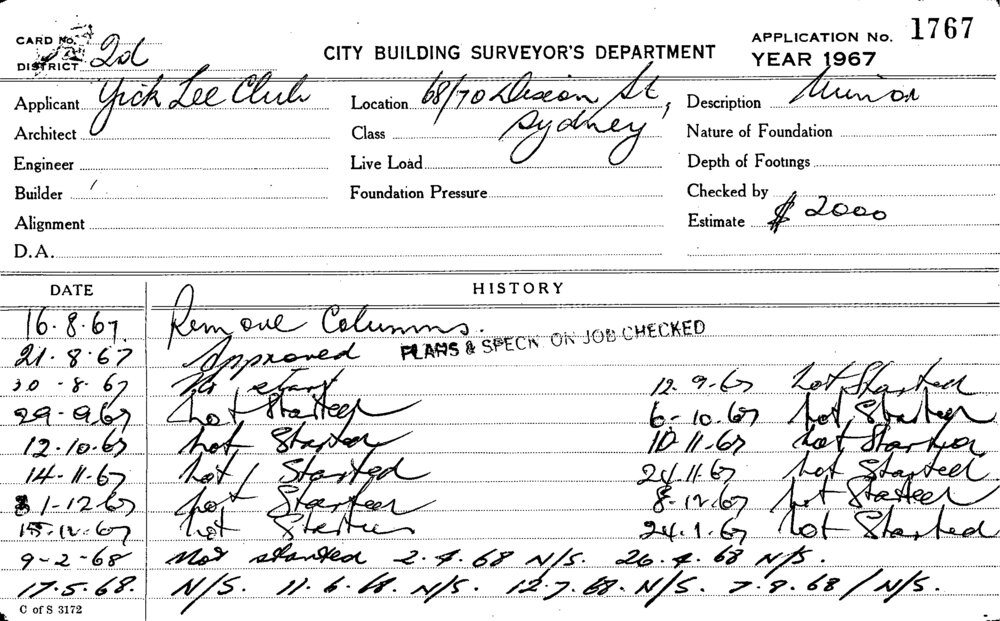 CARD No.
DISTRICT 2d
CITY BUILDING SURVEYOR'S DEPARTMENT
APPLICATION No. 1767
YEAR 1967
Applicant Yick Lee Club
Location 68/70 Dixon St,
Sydney
Description Minor
Architect
Class
Nature of Foundation
Engineer
Live Load
Depth of Footings
Builder
Foundation Pressure
Checked by
Alignment
Estimate $ 2000
D.A.
DATE HISTORY
16.8.67 Remove Columns.
21.8.67 Approved PLANS & SPECN ON JOB CHECKED
30-8.67 No start 12.9.67 Not Started
29-9.67 Not Started 6-10.67 Not Started
12.10.67 Not Started 10.11.67 Not Started
14-11.67 Not Started 24.11.67 Not Started
1-12-67 Not Started 8-12.67 Not Started
15.12.67 Not Started 24.1.67 Not Started
9-2-68 Not started 2.4.68 N/S. 26.4.68 N/S.
17.5.68. N/S. 11.6.68. N/S. 12.7.68. N/S. 7.8.68 / N/S.
C of S 3172